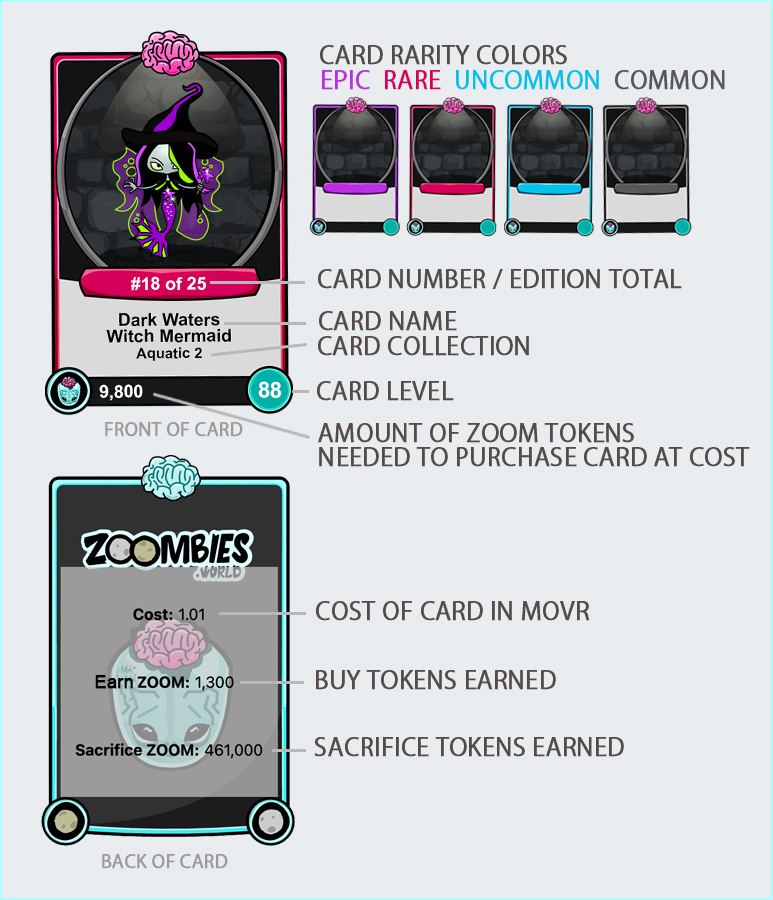 CARD RARITY COLORS
EPIC RARE UNCOMMON COMMON
#18 of 25
CARD NUMBER / EDITION TOTAL
Dark Waters
Witch Mermaid
CARD NAME
Aquatic 2
CARD COLLECTION
9,800
88
CARD LEVEL
FRONT OF CARD
AMOUNT OF ZOOM TOKENS
NEEDED TO PURCHASE CARD AT COST
ZOOMBIES
.WORLD
Cost: 1.01
COST OF CARD IN MOVR
Earn ZOOM: 1,300
BUY TOKENS EARNED
Sacrifice ZOOM: 461,000
SACRIFICE TOKENS EARNED
BACK OF CARD